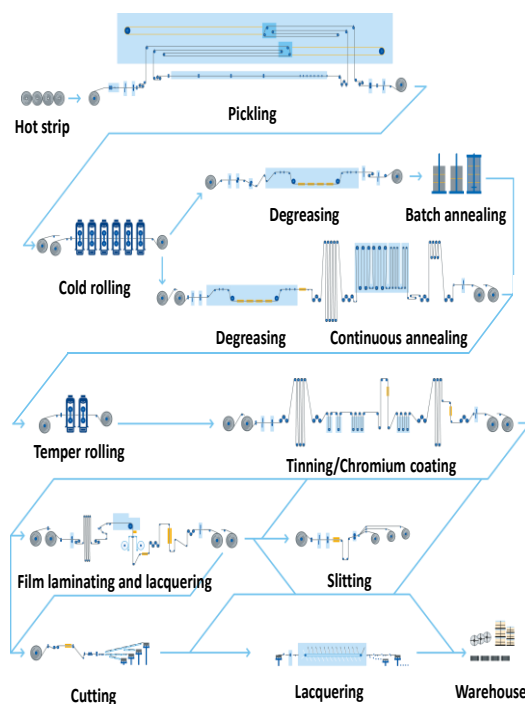 Hot strip
Pickling
Degreasing
Batch annealing
Cold rolling
Degreasing
Continuous annealing
Temper rolling
Tinning/Chromium coating
Film laminating and lacquering
Slitting
Cutting
Lacquering
Warehouse